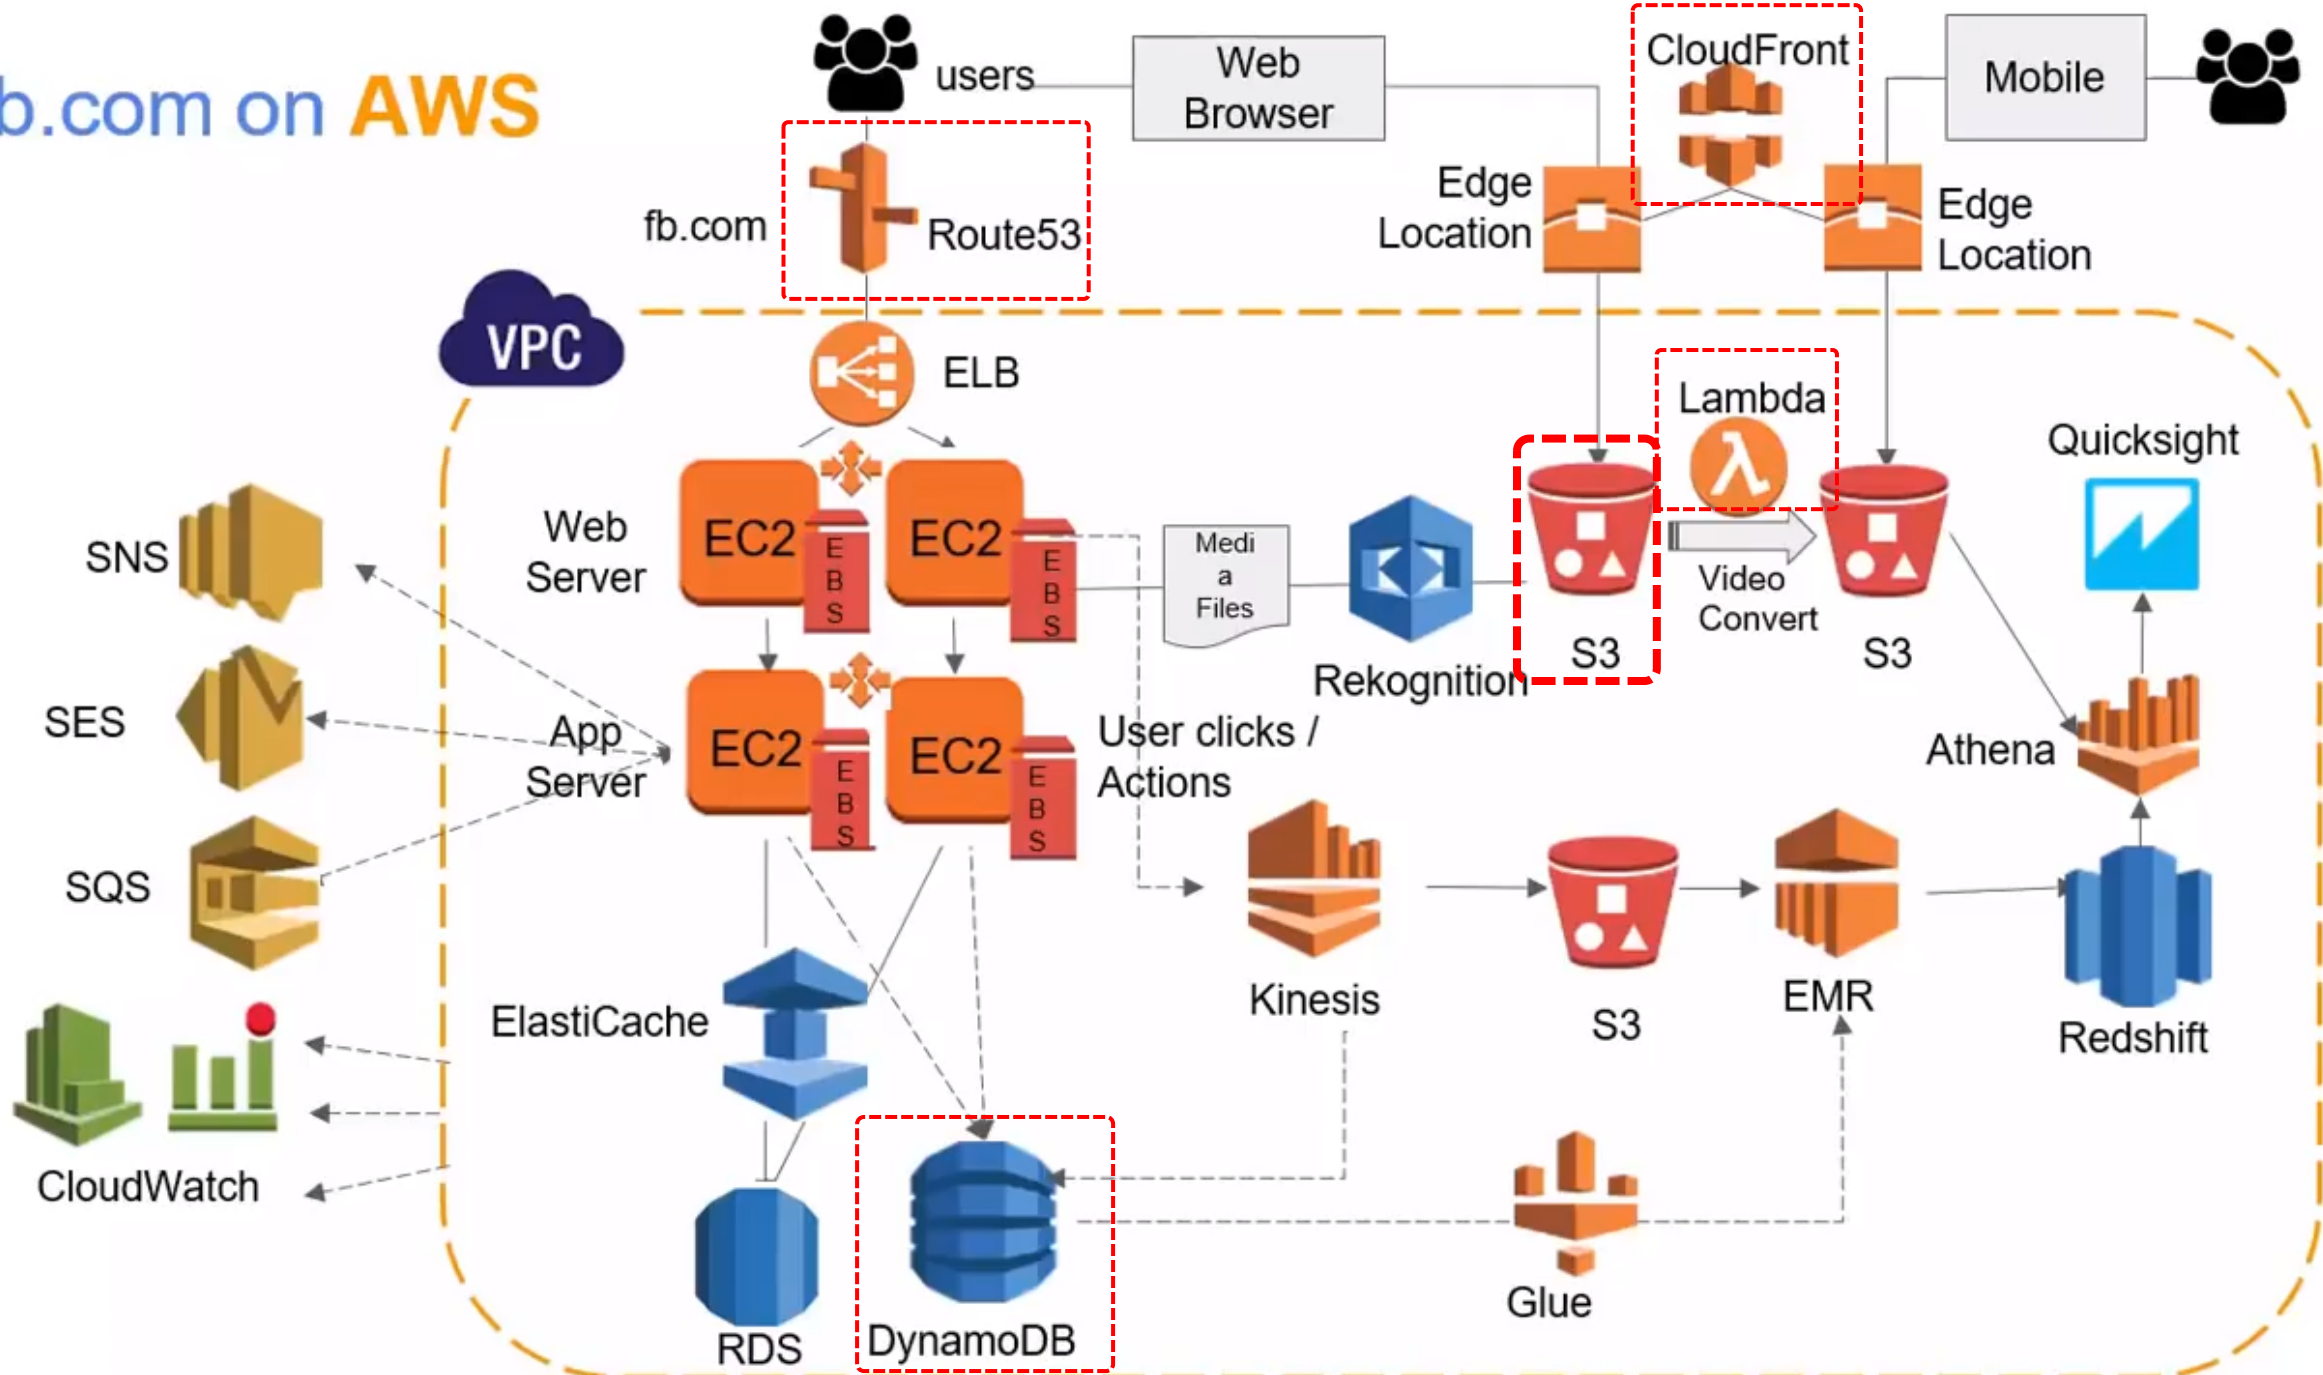 b.com on AWS
users
Web
Browser
CloudFront
Mobile
fb.com
Route53
Edge
Location
Edge
Location
VPC
ELB
Lambda
Quicksight
SNS
Web
Server
EC2
E
B
S
EC2
E
B
S
Medi
a
Files
Rekognition
S3
Video
Convert
S3
SES
App
Server
EC2
E
B
S
EC2
E
B
S
User clicks /
Actions
Athena
SQS
Kinesis
S3
EMR
Redshift
ElastiCache
CloudWatch
RDS
DynamoDB
Glue